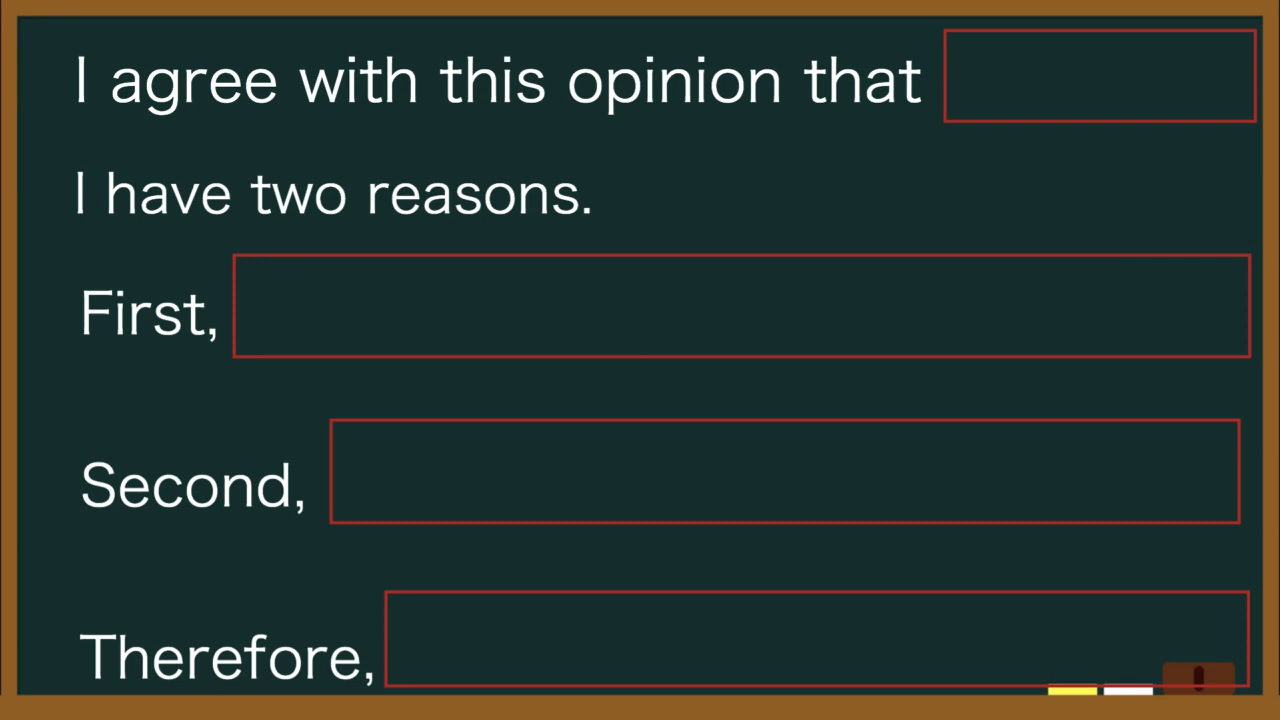 I agree with this opinion that
I have two reasons.
First,
Second,
Therefore,